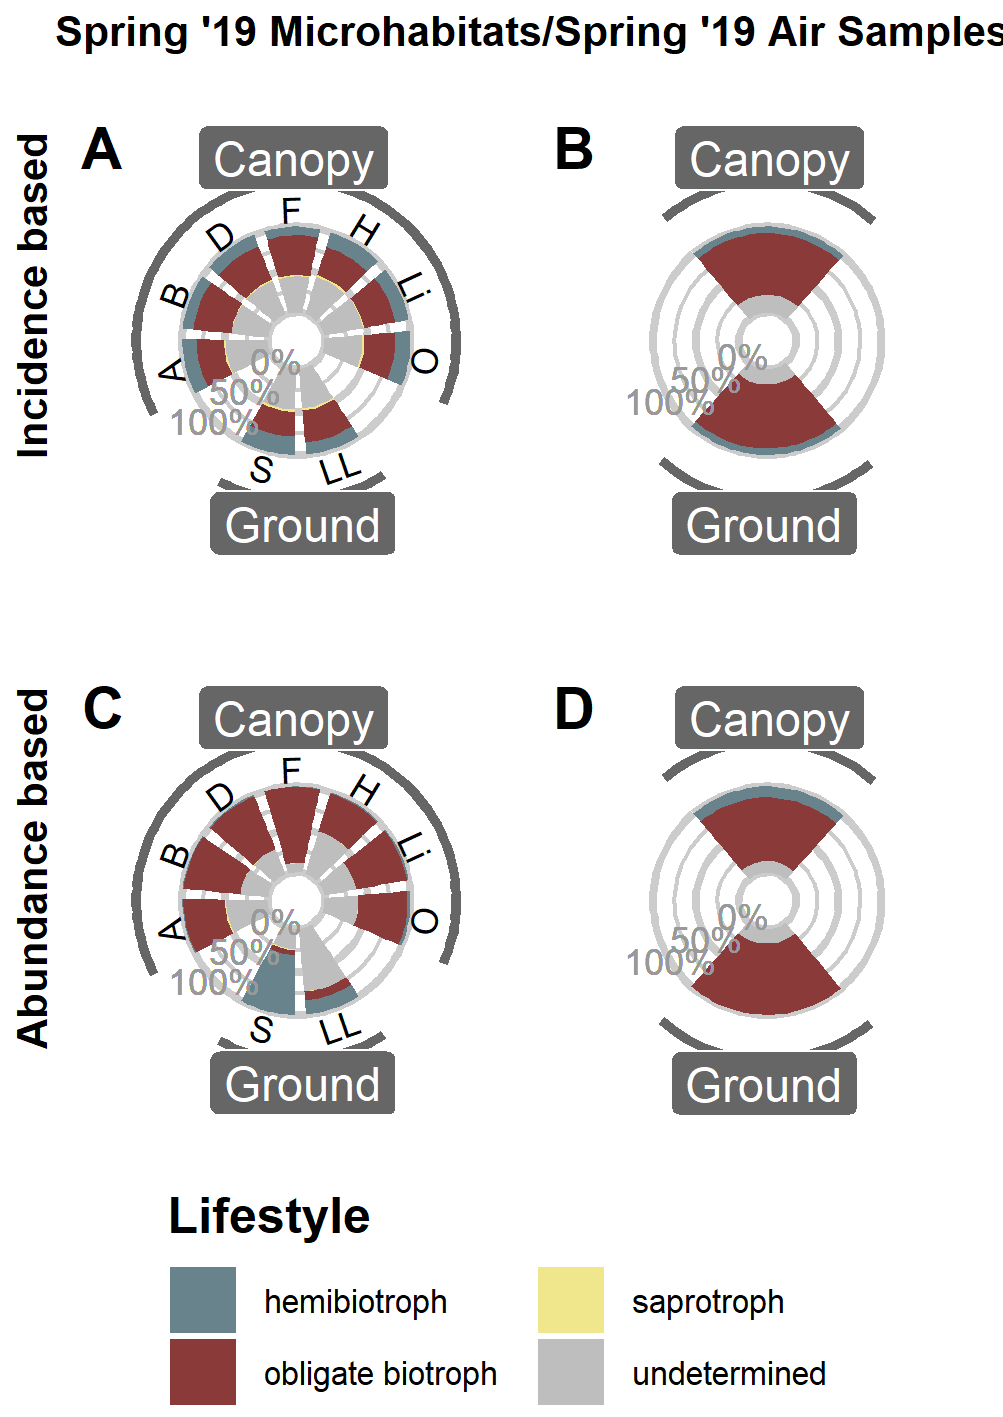 Spring '19 Microhabitats/Spring '19 Air Samples
Incidence based
A
Canopy
F
D
H
B
Li
A
O
0%
50%
100%
S
LL
Ground
B
Canopy
0%
50%
100%
Ground
Abundance based
C
Canopy
F
D
H
B
Li
A
O
0%
50%
100%
S
LL
Ground
D
Canopy
0%
50%
100%
Ground
Lifestyle
hemibiotroph
saprotroph
obligate biotroph
undetermined